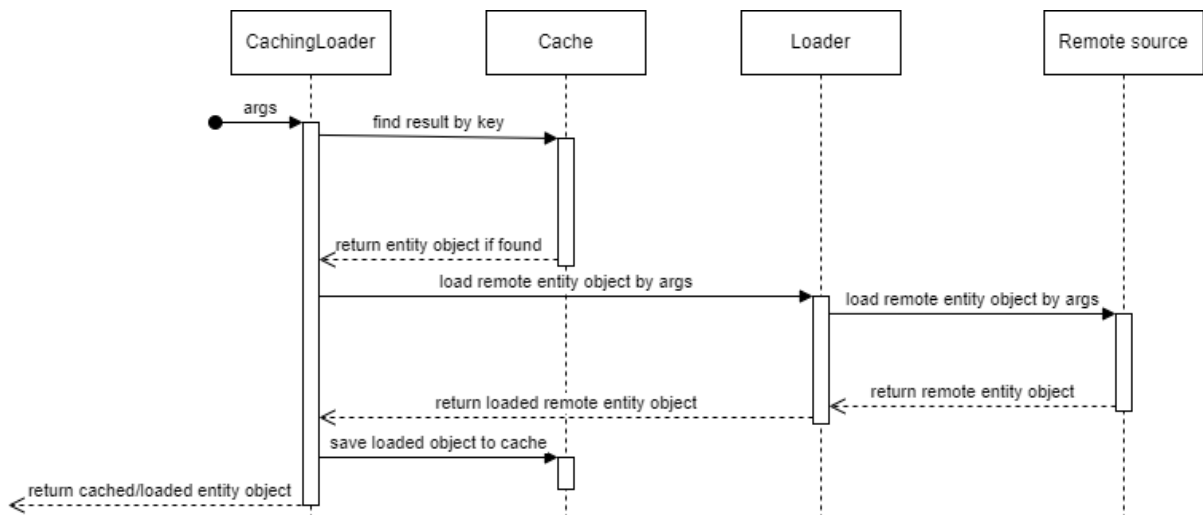 CachingLoader
Cache
Loader
Remote source
args
find result by key
return entity object if found
load remote entity object by args
load remote entity object by args
return remote entity object
return loaded remote entity object
save loaded object to cache
return cached/loaded entity object